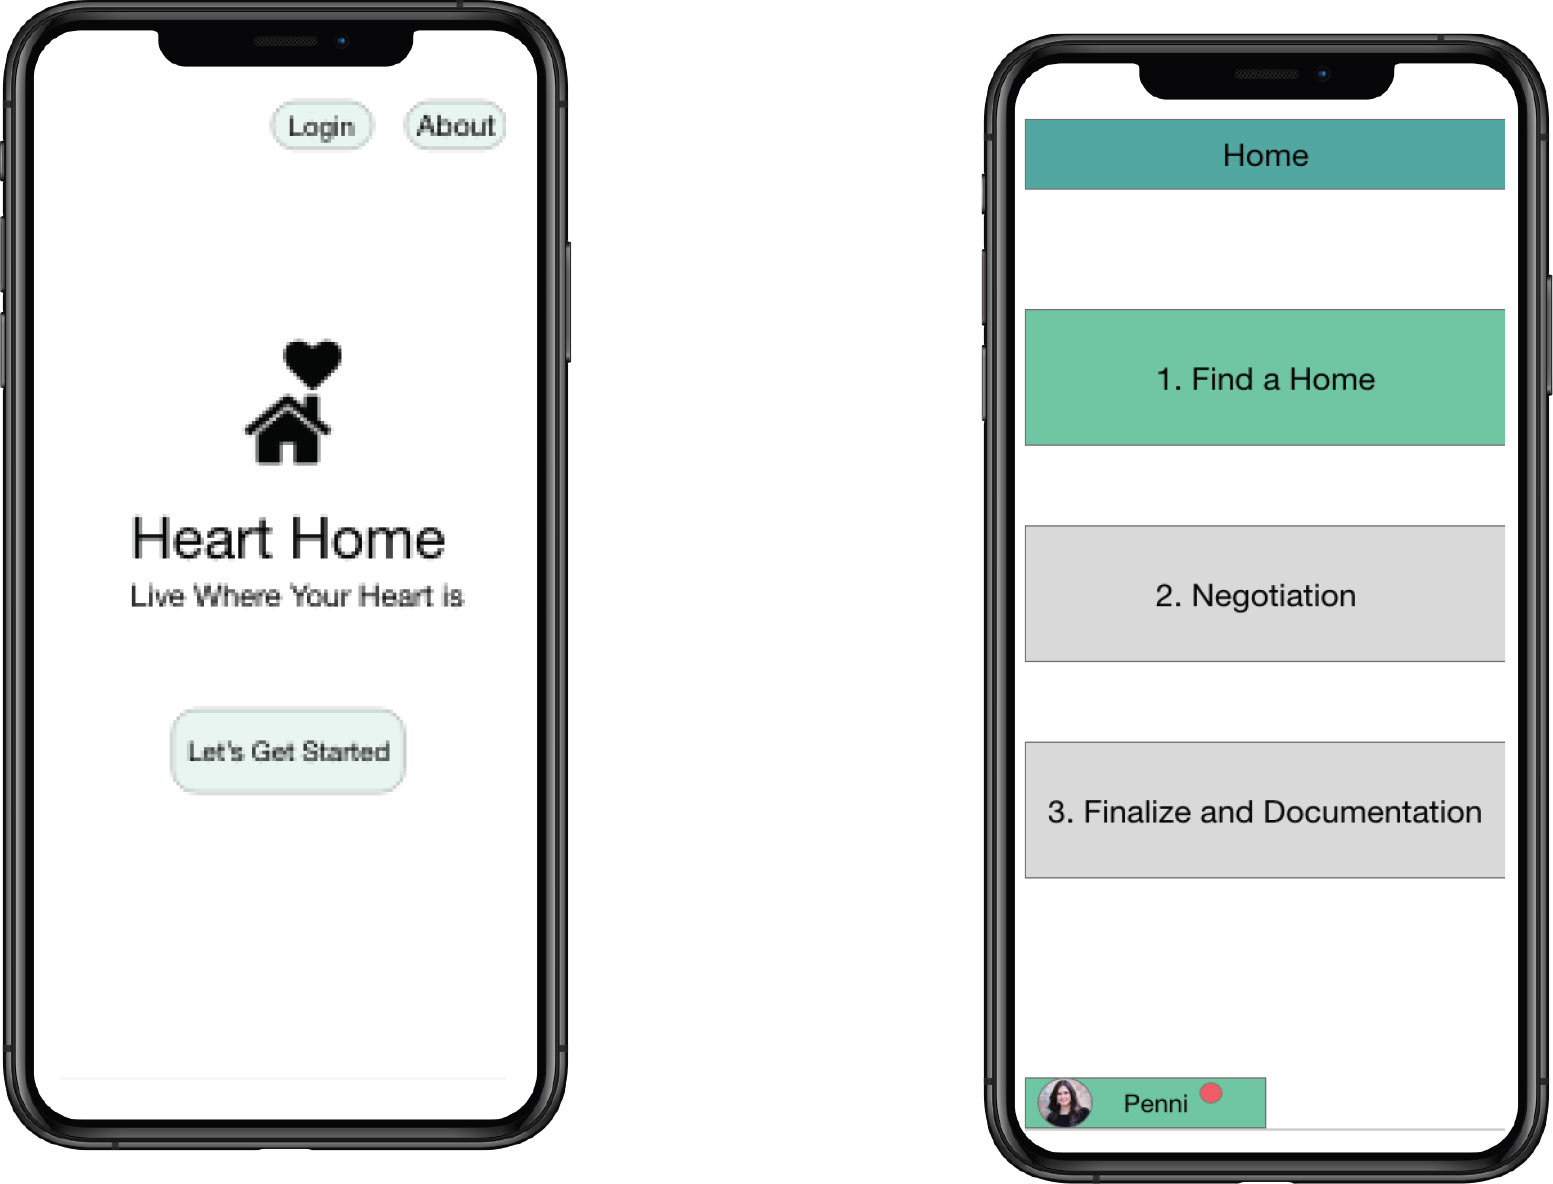 Login
About
Heart Home
Live Where Your Heart is
Let's Get Started
Home
1. Find a Home
2. Negotiation
3. Finalize and Documentation
Penni